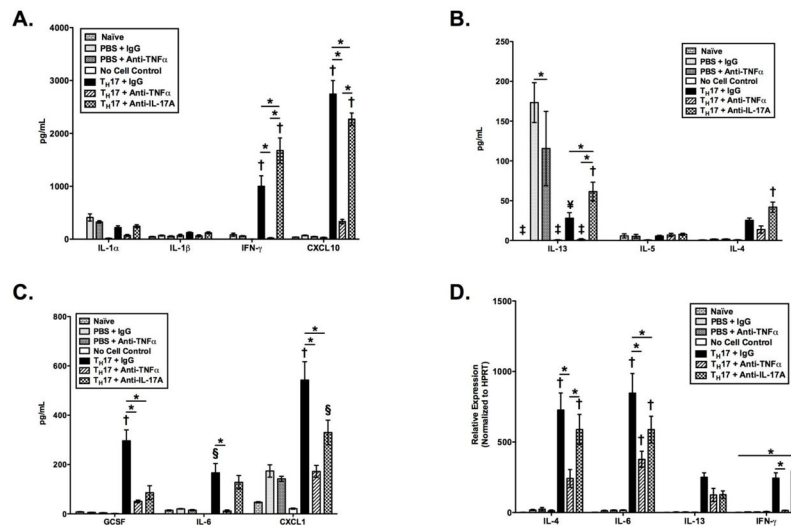 A.
Naïve
PBS + IgG
PBS + Anti-TNFα
No Cell Control
TH17 + IgG
TH17 + Anti-TNFα
TH17 + Anti-IL-17A
pg/mL
4000
3000
2000
1000
0
* * * * * † † † †
IL-1α IL-1β IFN-γ CXCL10
B.
Naïve
PBS + IgG
PBS + Anti-TNFα
No Cell Control
TH17 + IgG
TH17 + Anti-TNFα
TH17 + Anti-IL-17A
pg/mL
250
200
150
100
50
0
* * * ‡ ‡ ¥ ‡ † †
IL-13 IL-5 IL-4
C.
Naïve
PBS + IgG
PBS + Anti-TNFα
No Cell Control
TH17 + IgG
TH17 + Anti-TNFα
TH17 + Anti-IL-17A
pg/mL
800
600
400
200
0
* * † * § * * † §
GCSF IL-6 CXCL1
D.
Naïve
PBS + IgG
PBS + Anti-TNFα
No Cell Control
TH17 + IgG
TH17 + Anti-TNFα
TH17 + Anti-IL-17A
Relative Expression
(Normalized to HPRT)
1500
1000
500
0
* * † † * * † † † * * †
IL-4 IL-6 IL-13 IFN-γ